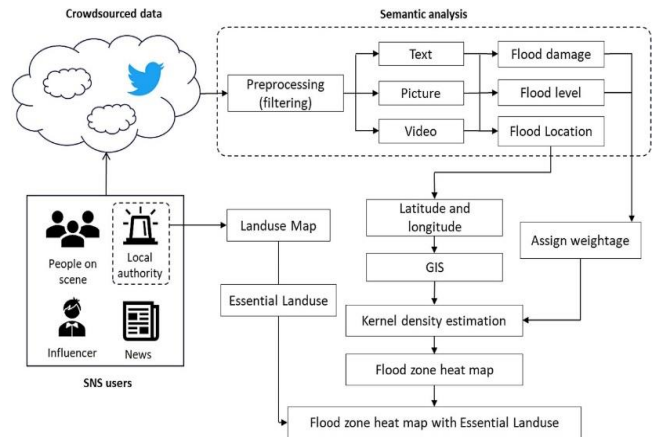 Crowdsourced data
Semantic analysis
Preprocessing
(filtering)
Text
Picture
Video
Flood damage
Flood level
Flood Location
People on
scene
Local
authority
Influencer
News
SNS users
Landuse Map
Essential Landuse
Latitude and
longitude
GIS
Assign weightage
Kernel density estimation
Flood zone heat map
Flood zone heat map with Essential Landuse